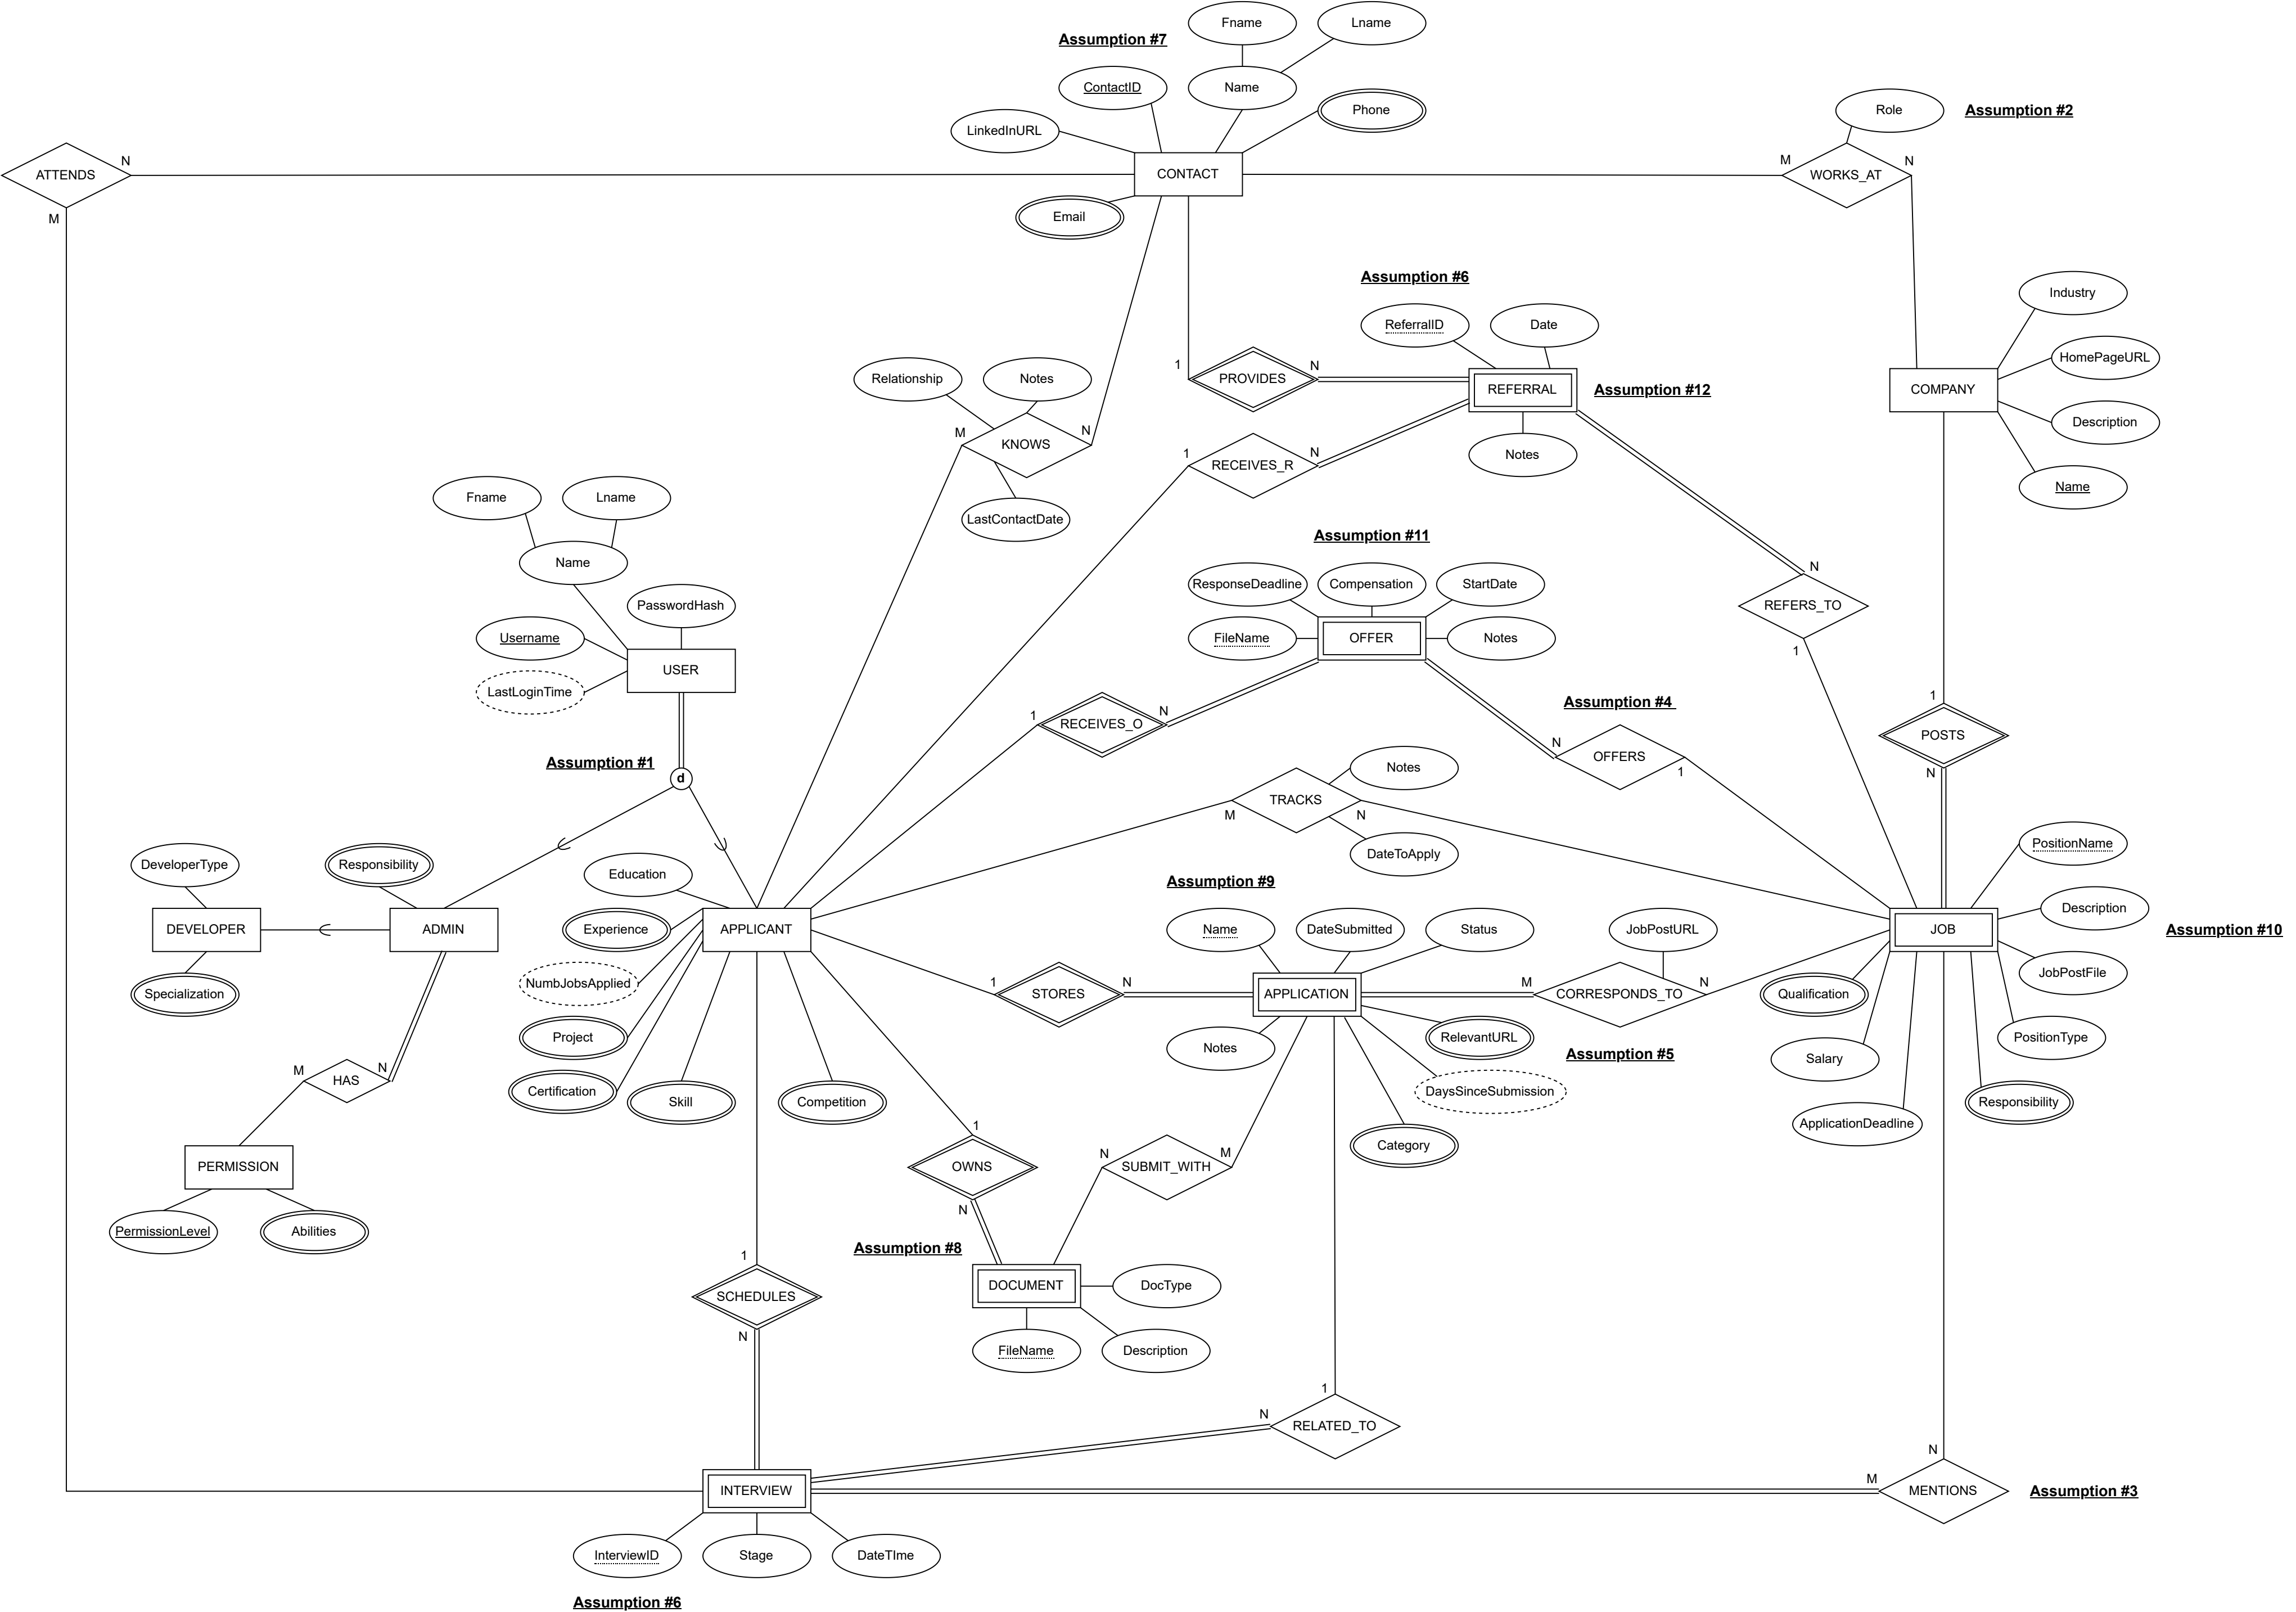 Fname
Lname
Assumption #7
ContactID
Name
Phone
Role
Assumption #2
LinkedInURL
M
N
N
ATTENDS
CONTACT
WORKS_AT
M
Email
Assumption #6
Industry
ReferralID
Date
HomePageURL
1
N
Relationship
Notes
PROVIDES
REFERRAL
Assumption #12
COMPANY
Description
M
N
KNOWS
1
N
RECEIVES_R
Notes
Name
Fname
Lname
LastContactDate
Assumption #11
Name
N
ResponseDeadline
Compensation
StartDate
PasswordHash
REFERS_TO
Username
FileName
OFFER
Notes
1
USER
LastLoginTime
Assumption #4
1
1
N
RECEIVES_O
POSTS
N
OFFERS
Assumption #1
1
N
d
Notes
TRACKS
M
N
PositionName
DateToApply
DeveloperType
Responsibility
Education
Assumption #9
Description
DEVELOPER
ADMIN
Experience
APPLICANT
Name
DateSubmitted
Status
JobPostURL
JOB
Assumption #10
JobPostFile
NumbJobsApplied
1
N
M
N
Specialization
STORES
APPLICATION
CORRESPONDS_TO
Qualification
Project
Notes
RelevantURL
PositionType
Assumption #5
Salary
M
N
HAS
Certification
Skill
Competition
DaysSinceSubmission
Responsibility
ApplicationDeadline
1
Category
N
M
PERMISSION
OWNS
SUBMIT_WITH
N
PermissionLevel
Abilities
Assumption #8
1
DOCUMENT
DocType
SCHEDULES
N
FileName
Description
1
N
RELATED_TO
N
INTERVIEW
M
MENTIONS
Assumption #3
InterviewID
Stage
DateTIme
Assumption #6